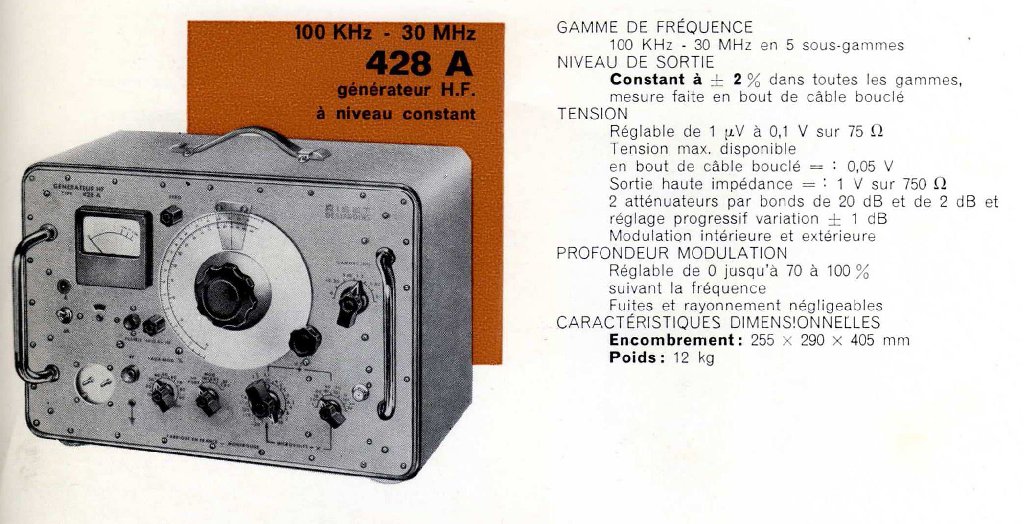 100 KHz - 30 MHz
428 A
générateur H.F.
à niveau constant
GÉNÉRATEUR HF
TYPE 428-A
GAMME DE FRÉQUENCE
100 KHz - 30 MHz en 5 sous-gammes
NIVEAU DE SORTIE
Constant à ± 2 % dans toutes les gammes,
mesure faite en bout de câble bouclé
TENSION
Réglable de 1 µV à 0,1 V sur 75 Ω
Tension max. disponible
en bout de câble bouclé = : 0,05 V
Sortie haute impédance = : 1 V sur 750 Ω
2 atténuateurs par bonds de 20 dB et de 2 dB et
réglage progressif variation ± 1 dB
Modulation intérieure et extérieure
PROFONDEUR MODULATION
Réglable de 0 jusqu'à 70 à 100 %
suivant la fréquence
Fuites et rayonnement négligeables
CARACTÉRISTIQUES DIMENSIONNELLES
Encombrement : 255 × 290 × 405 mm
Poids : 12 kg